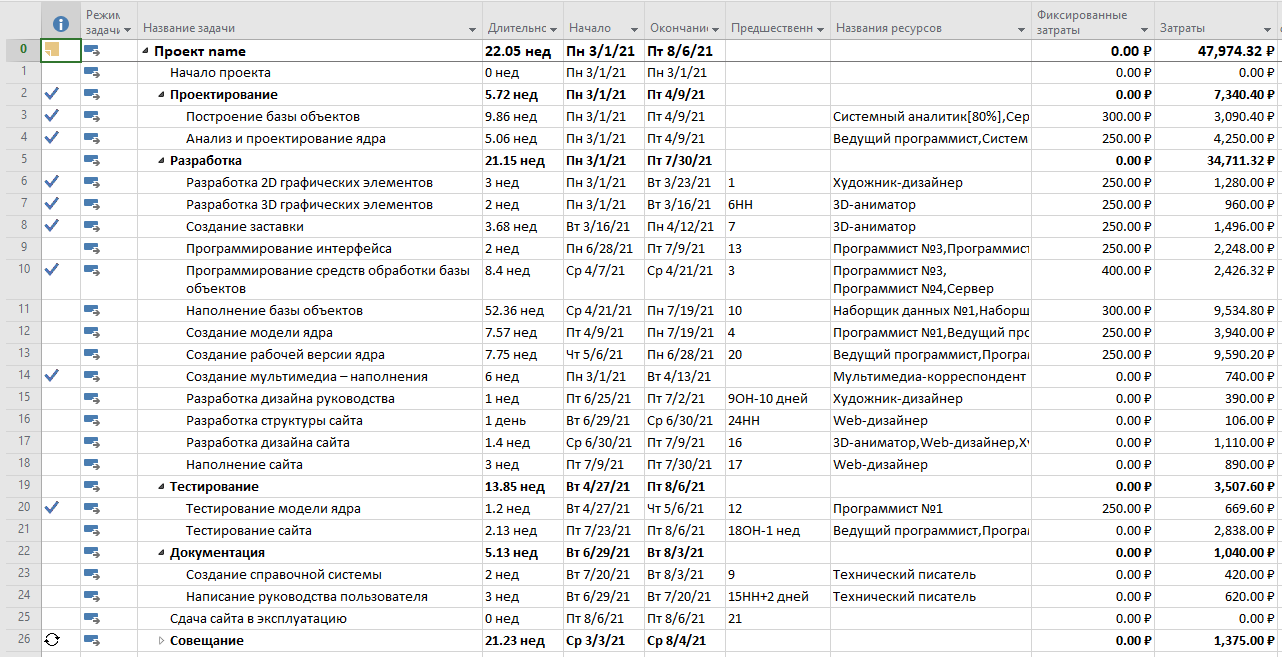 Режим задачи Название задачи Длительнс Начало Окончани Предшественн Названия ресурсов Фиксированные затраты Затраты
0 Проект name 22.05 нед Пн 3/1/21 Пт 8/6/21 0.00 ₽ 47,974.32 ₽
1 Начало проекта 0 нед Пн 3/1/21 Пн 3/1/21 0.00 ₽ 0.00 ₽
2 Проектирование 5.72 нед Пн 3/1/21 Пт 4/9/21 0.00 ₽ 7,340.40 ₽
3 Построение базы объектов 9.86 нед Пн 3/1/21 Пт 4/9/21 Системный аналитик[80%],Сер 300.00 ₽ 3,090.40 ₽
4 Анализ и проектирование ядра 5.06 нед Пн 3/1/21 Пт 4/9/21 Ведущий программист,Систем 250.00 ₽ 4,250.00 ₽
5 Разработка 21.15 нед Пн 3/1/21 Пт 7/30/21 0.00 ₽ 34,711.32 ₽
6 Разработка 2D графических элементов 3 нед Пн 3/1/21 Вт 3/23/21 1 Художник-дизайнер 250.00 ₽ 1,280.00 ₽
7 Разработка 3D графических элементов 2 нед Пн 3/1/21 Вт 3/16/21 6НН 3D-аниматор 250.00 ₽ 960.00 ₽
8 Создание заставки 3.68 нед Вт 3/16/21 Пн 4/12/21 7 3D-аниматор 250.00 ₽ 1,496.00 ₽
9 Программирование интерфейса 2 нед Пн 6/28/21 Пт 7/9/21 13 Программист №3,Программист 250.00 ₽ 2,248.00 ₽
10 Программирование средств обработки базы 8.4 нед Ср 4/7/21 Ср 4/21/21 3 Программист №3, 400.00 ₽ 2,426.32 ₽
объектов Программист №4,Сервер
11 Наполнение базы объектов 52.36 нед Ср 4/21/21 Пн 7/19/21 10 Наборщик данных №1,Наборщ 300.00 ₽ 9,534.80 ₽
12 Создание модели ядра 7.57 нед Пт 4/9/21 Пн 7/19/21 4 Программист №1,Ведущий прс 250.00 ₽ 3,940.00 ₽
13 Создание рабочей версии ядра 7.75 нед Чт 5/6/21 Пн 6/28/21 20 Ведущий программист,Програ 250.00 ₽ 9,590.20 ₽
14 Создание мультимедиа – наполнения 6 нед Пн 3/1/21 Вт 4/13/21 Мультимедиа-корреспондент 0.00 ₽ 740.00 ₽
15 Разработка дизайна руководства 1 нед Пт 6/25/21 Пт 7/2/21 9ОН-10 дней Художник-дизайнер 0.00 ₽ 390.00 ₽
16 Разработка структуры сайта 1 день Вт 6/29/21 Ср 6/30/21 24НН Web-дизайнер 0.00 ₽ 106.00 ₽
17 Разработка дизайна сайта 1.4 нед Ср 6/30/21 Пт 7/9/21 16 3D-аниматор,Web-дизайнер,Ху 0.00 ₽ 1,110.00 ₽
18 Наполнение сайта 3 нед Пт 7/9/21 Пт 7/30/21 17 Web-дизайнер 0.00 ₽ 890.00 ₽
19 Тестирование 13.85 нед Вт 4/27/21 Пт 8/6/21 0.00 ₽ 3,507.60 ₽
20 Тестирование модели ядра 1.2 нед Вт 4/27/21 Чт 5/6/21 12 Программист №1 250.00 ₽ 669.60 ₽
21 Тестирование сайта 2.13 нед Пт 7/23/21 Пт 8/6/21 18ОН-1 нед Ведущий программист,Програ 0.00 ₽ 2,838.00 ₽
22 Документация 5.13 нед Вт 6/29/21 Вт 8/3/21 0.00 ₽ 1,040.00 ₽
23 Создание справочной системы 2 нед Вт 7/20/21 Вт 8/3/21 9 Технический писатель 0.00 ₽ 420.00 ₽
24 Написание руководства пользователя 3 нед Вт 6/29/21 Вт 7/20/21 15НН+2 дней Технический писатель 0.00 ₽ 620.00 ₽
25 Сдача сайта в эксплуатацию 0 нед Пт 8/6/21 Пт 8/6/21 21 0.00 ₽ 0.00 ₽
26 Совещание 21.23 нед Ср 3/3/21 Ср 8/4/21 0.00 ₽ 1,375.00 ₽